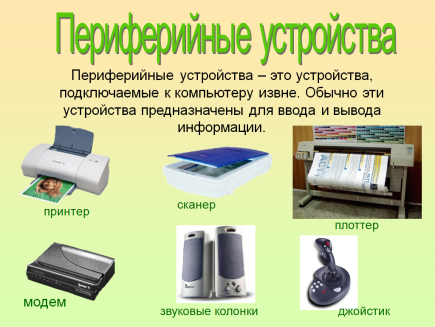 Периферийные устройства
Периферийные устройства – это устройства,
подключаемые к компьютеру извне. Обычно эти
устройства предназначены для ввода и вывода
информации.
принтер
сканер
плоттер
модем
звуковые колонки
джойстик